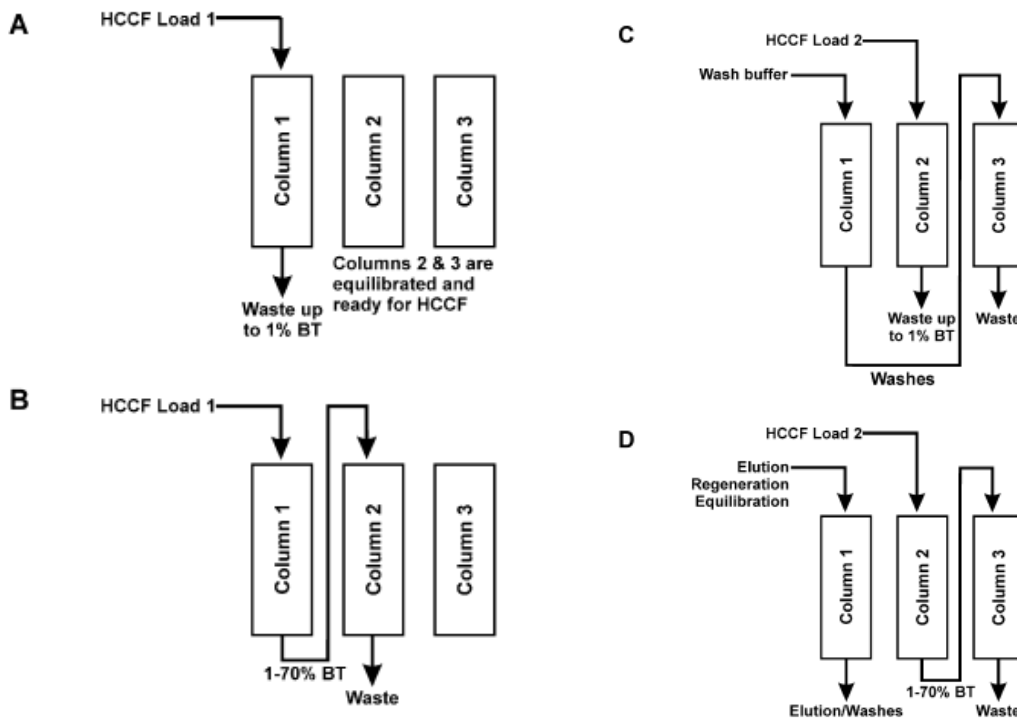 A
HCCF Load 1
Column 1
Column 2
Column 3
Columns 2 & 3 are
equilibrated and
ready for HCCF
Waste up
to 1% BT
B
HCCF Load 1
Column 1
Column 2
Column 3
1-70% BT
Waste
C
HCCF Load 2
Wash buffer
Column 1
Column 2
Column 3
Waste up
to 1% BT
Waste
Washes
D
HCCF Load 2
Elution
Regeneration
Equilibration
Column 1
Column 2
Column 3
1-70% BT
Elution/Washes
Waste